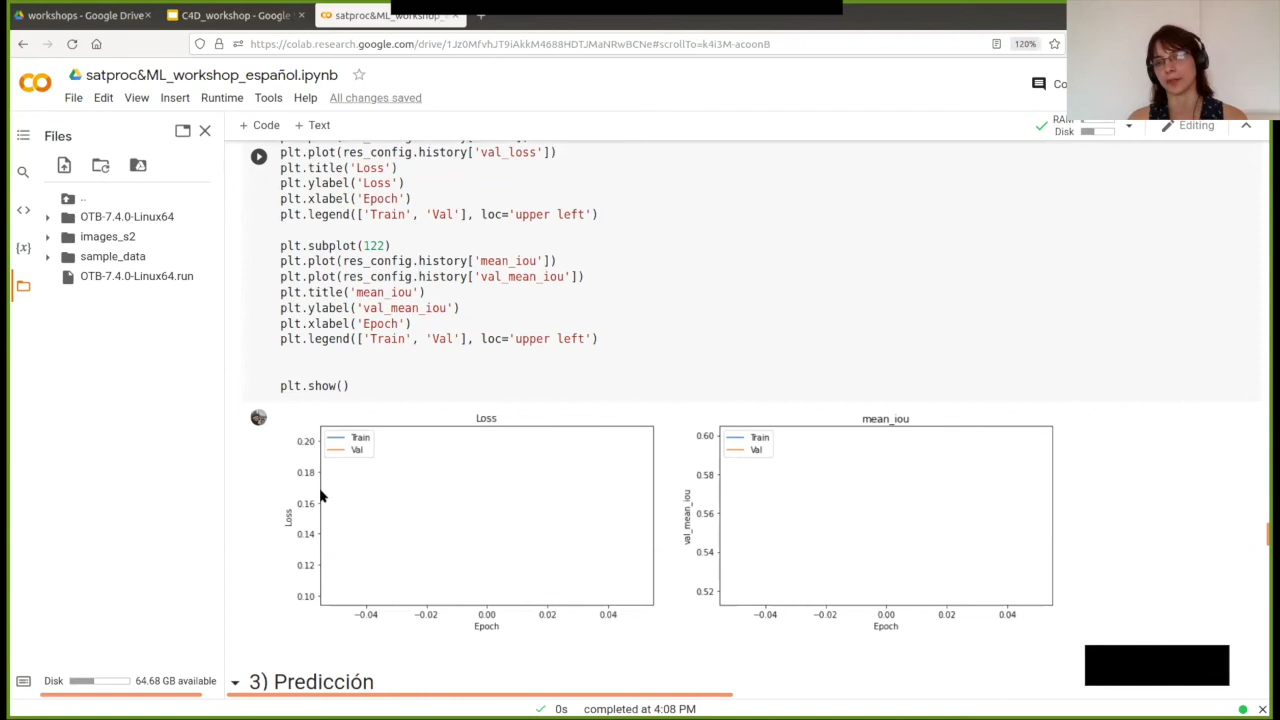 workshops - Google Drive
C4D_workshop - Google
satproc&ML_workshop_es
https://colab.research.google.com/drive/1Jz0MfvhJT9iAkkM4688HDTJMaNRwBCNe#scrollTo=k4i3M-acoonB
120%
satproc&ML_workshop_español.ipynb
File Edit View Insert Runtime Tools Help All changes saved
Co
Files
+ Code + Text
RAM
Disk
Editing
..
OTB-7.4.0-Linux64
images_s2
sample_data
OTB-7.4.0-Linux64.run
Disk 64.68 GB available
plt.plot(res_config.history['val_loss'])
plt.title('Loss')
plt.ylabel('Loss')
plt.xlabel('Epoch')
plt.legend(['Train', 'Val'], loc='upper left')
plt.subplot(122)
plt.plot(res_config.history['mean_iou'])
plt.plot(res_config.history['val_mean_iou'])
plt.title('mean_iou')
plt.ylabel('val_mean_iou')
plt.xlabel('Epoch')
plt.legend(['Train', 'Val'], loc='upper left')
plt.show()
Loss
Train
Val
0.20
0.18
0.16
0.14
0.12
0.10
Loss
−0.04 −0.02 0.00 0.02 0.04
Epoch
mean_iou
Train
Val
0.60
0.58
0.56
0.54
0.52
val_mean_iou
−0.04 −0.02 0.00 0.02 0.04
Epoch
3) Predicción
0s completed at 4:08 PM